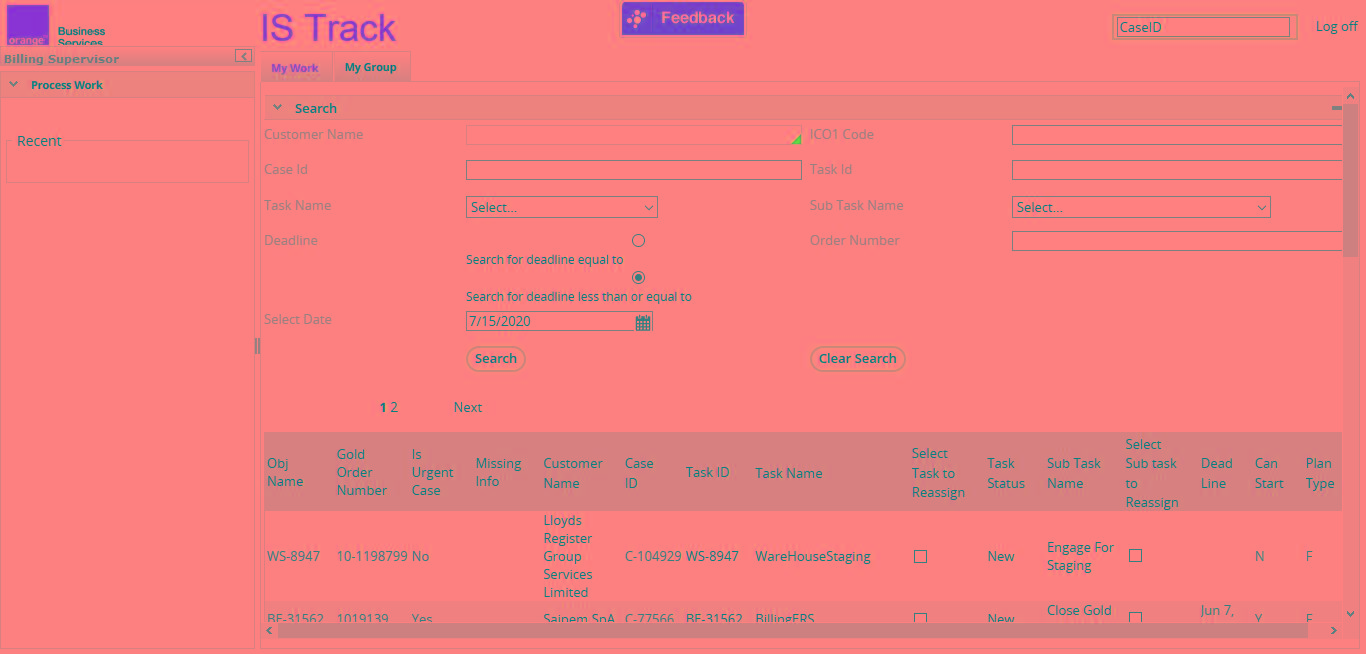 orange™
Business
Services
IS Track
Feedback
CaseID
Log off
Billing Supervisor
My Work
My Group
Process Work
Recent
Search
Customer Name
ICO1 Code
Case Id
Task Id
Task Name
Select...
Sub Task Name
Select...
Deadline
Order Number
Search for deadline equal to
Search for deadline less than or equal to
Select Date
7/15/2020
Search
Clear Search
1 2 Next
Obj Name
Gold Order Number
Is Urgent Case
Missing Info
Customer Name
Case ID
Task ID
Task Name
Select Task to Reassign
Task Status
Sub Task Name
Select Sub task to Reassign
Dead Line
Can Start
Plan Type
WS-8947
10-1198799
No
Lloyds Register Group Services Limited
C-104929
WS-8947
WareHouseStaging
New
Engage For Staging
N
F
BE-31562
1019139
Yes
Saipem SpA
C-77566
BE-31562
BillingERS
New
Close Gold
Jun 7,
Y
F